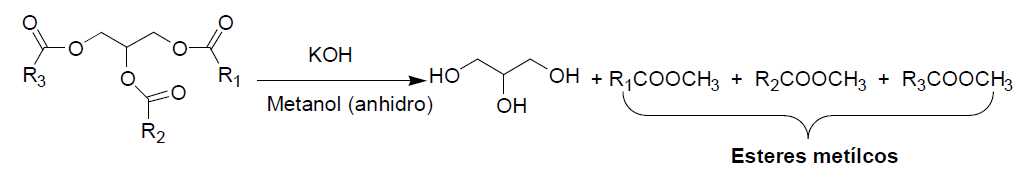 O O
O O
R3 O R1
O
R2
KOH
Metanol (anhidro)
HO OH
OH
+ R1COOCH3 + R2COOCH3 + R3COOCH3
Esteres metílcos